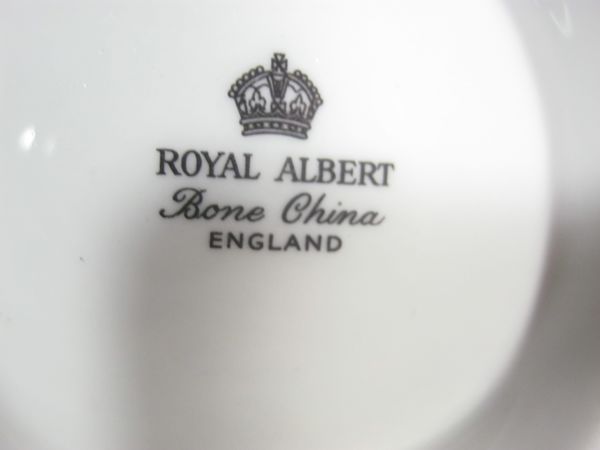 ROYAL ALBERT
Bone China
ENGLAND